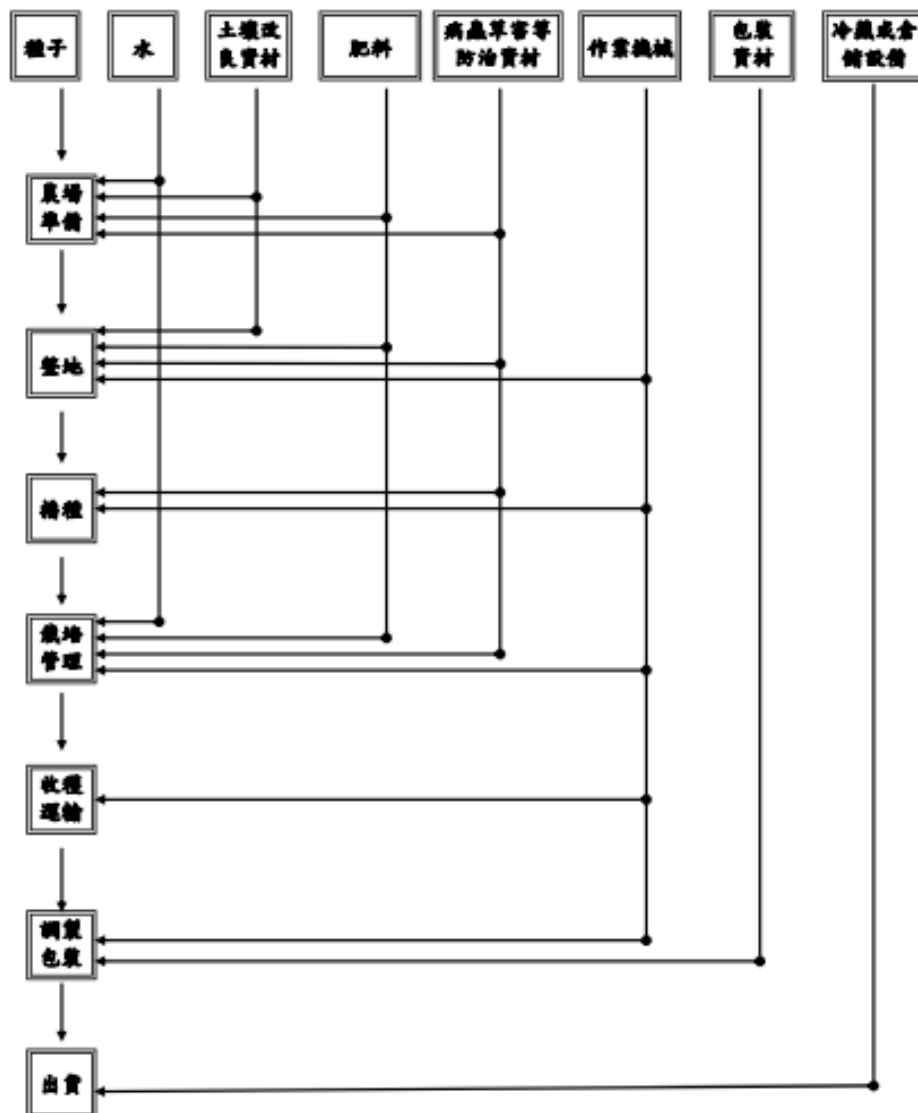 種子
水
土壤改
良資材
肥料
病蟲草害等
防治資材
作業機械
包裝
資材
冷藏或倉
儲設備
農場
準備
整地
播種
栽培
管理
收穫
運輸
調製
包裝
出貨